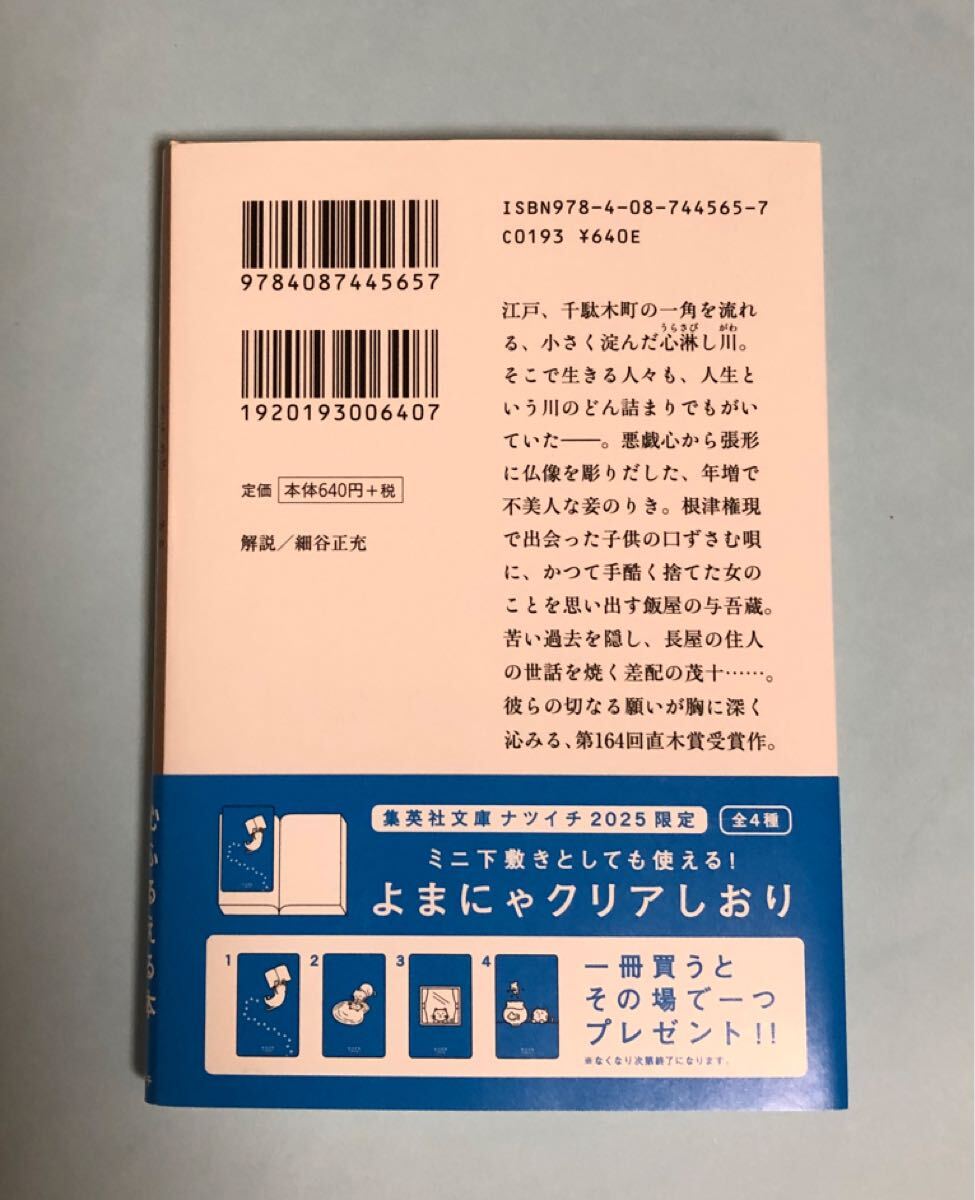 9784087445657
1920193006407
定価 本体640円+税
解説/細谷正充
ISBN978-4-08-744565-7
C0193 ¥640E
江戸、千駄木町の一角を流れ
うらさび がわ
る、小さく淀んだ心淋し川。
そこで生きる人々も、人生と
いう川のどん詰まりでもがい
ていた――。悪戯心から張形
に仏像を彫りだした、年増で
不美人な妾のりき。根津権現
で出会った子供の口ずさむ唄
に、かつて手酷く捨てた女の
ことを思い出す飯屋の与吾蔵。
苦い過去を隠し、長屋の住人
の世話を焼く差配の茂十……。
彼らの切なる願いが胸に深く
沁みる、第164回直木賞受賞作。
集英社文庫 ナツイチ 2025 限定 全4種
ミニ下敷きとしても使える!
よまにゃクリアしおり
1 2 3 4
一冊買うと
その場で一つ
プレゼント!!
※なくなり次第終了になります。